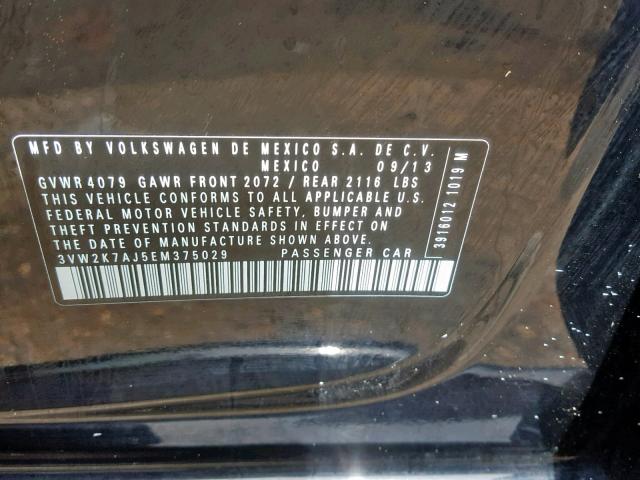 MFD BY VOLKSWAGEN DE MEXICO S.A. DE C.V.
MEXICO 09/13
GVWR 4079 GAWR FRONT 2072 / REAR 2116 LBS
THIS VEHICLE CONFORMS TO ALL APPLICABLE U.S.
FEDERAL MOTOR VEHICLE SAFETY, BUMPER AND
THEFT PREVENTION STANDARDS IN EFFECT ON
THE DATE OF MANUFACTURE SHOWN ABOVE.
3VW2K7AJ5EM375029 PASSENGER CAR
3916012 1019 M